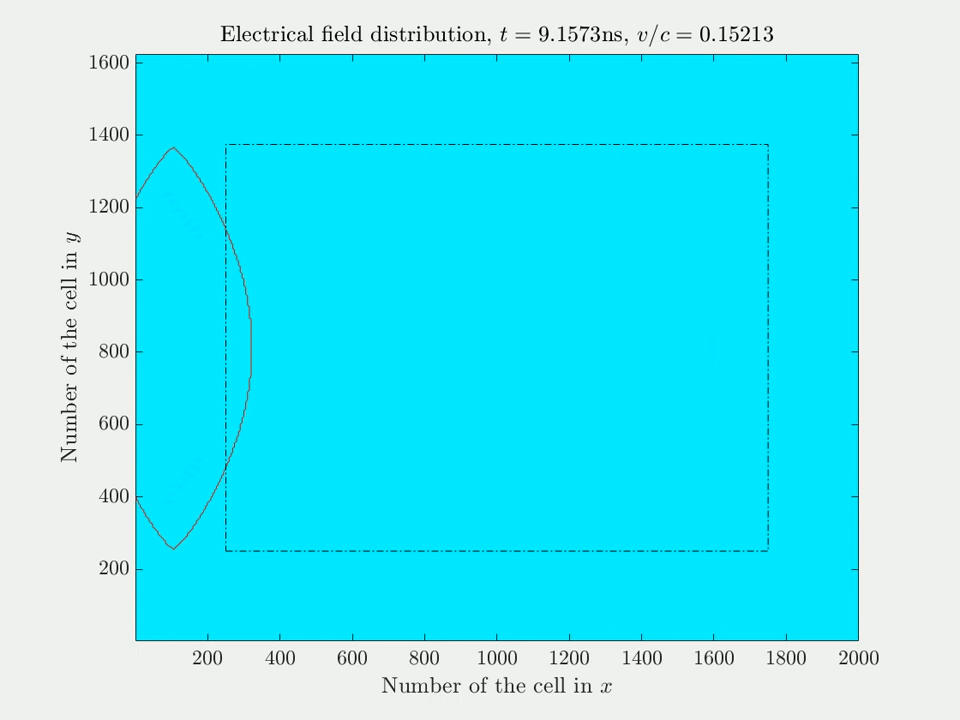 Electrical field distribution, t = 9.1573ns, v/c = 0.15213
1600
1400
1200
1000
800
600
400
200
Number of the cell in y
200 400 600 800 1000 1200 1400 1600 1800 2000
Number of the cell in x